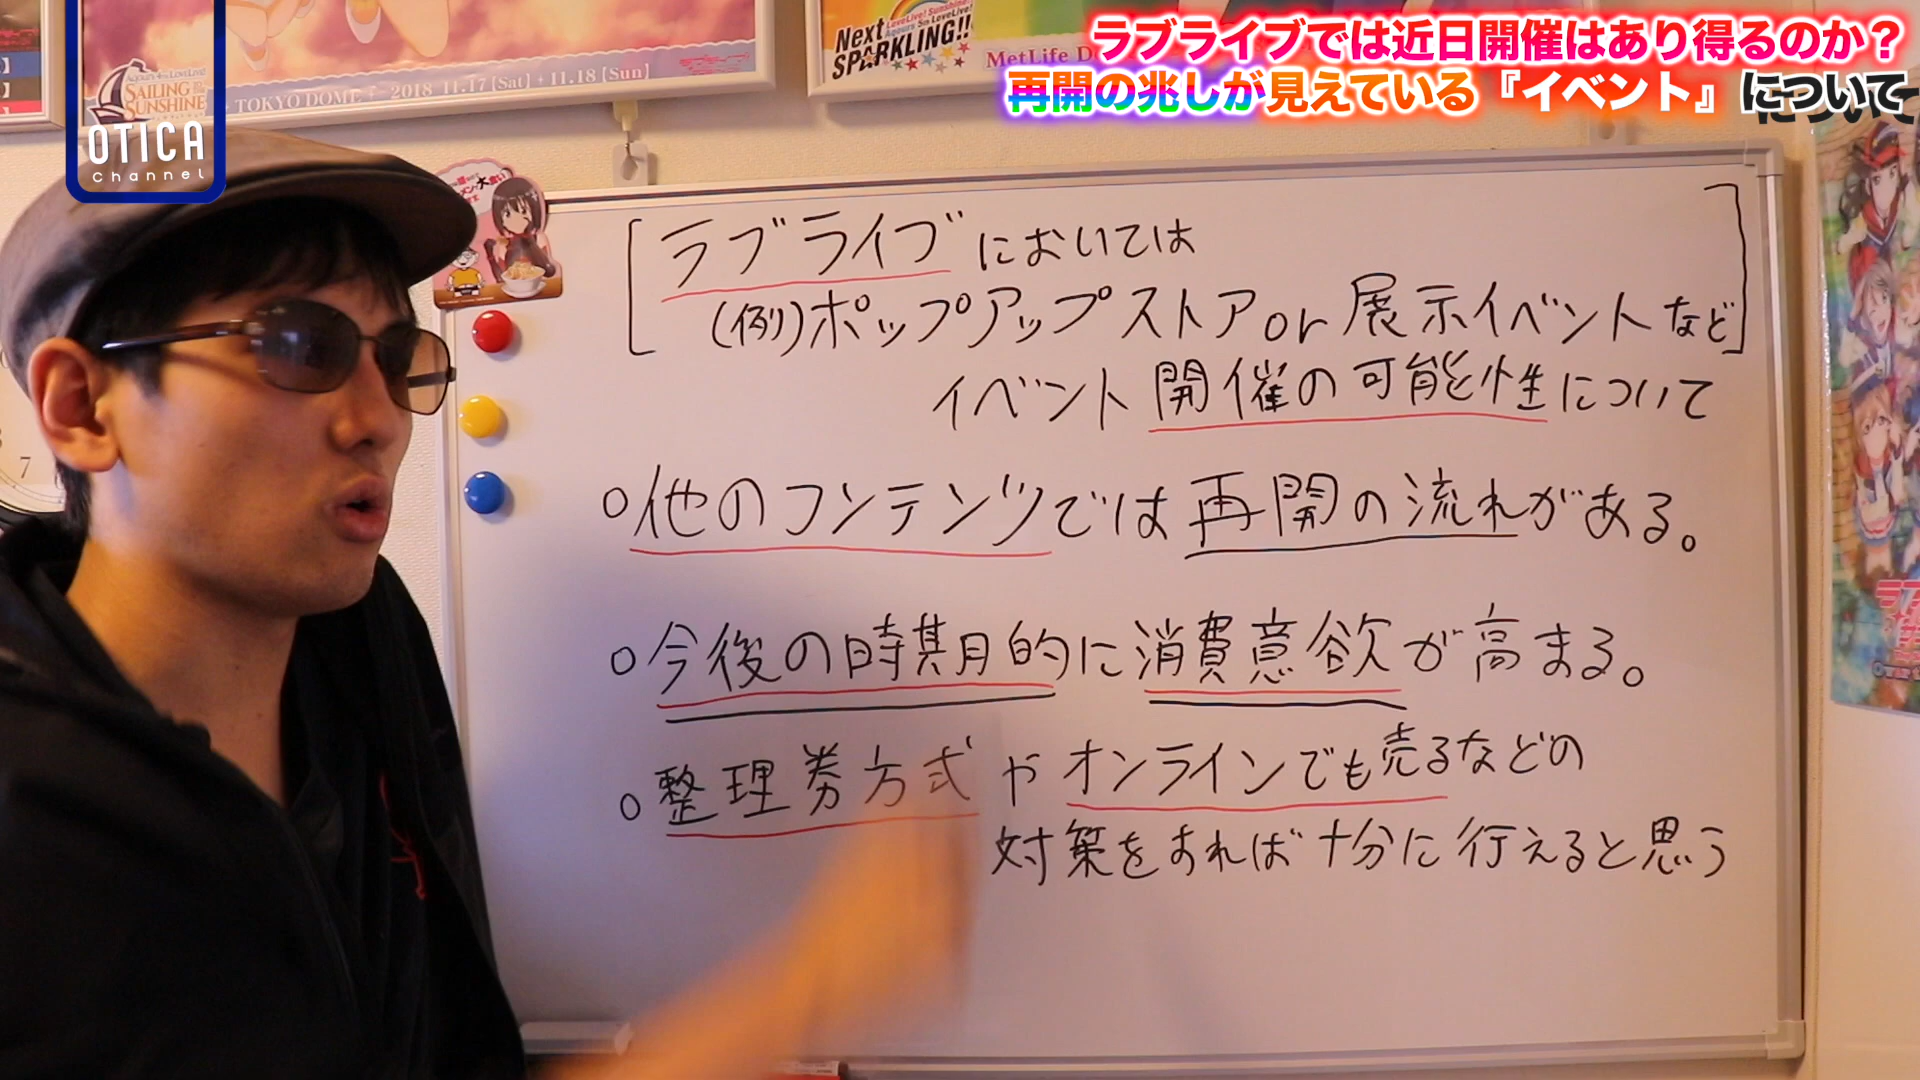 ラブライブでは近日開催はあり得るのか？
再開の兆しが見えている『イベント』について
Next
SPARKLING!!
MetLife
Aqours 4th LoveLive!
SAILING
SUNSHINE
TOKYO DOME 2018 11.17[Sat]+11.18[Sun]
OTICA
Channel
7
[ラブライブにおいては
(例)ポップアップストアor展示イベントなど]
イベント開催の可能性について
○他のコンテンツでは再開の流れがある。
○今後の時期的に消費意欲が高まる。
○整理券方式やオンラインでも売るなどの
対策をすれば十分に行えると思う